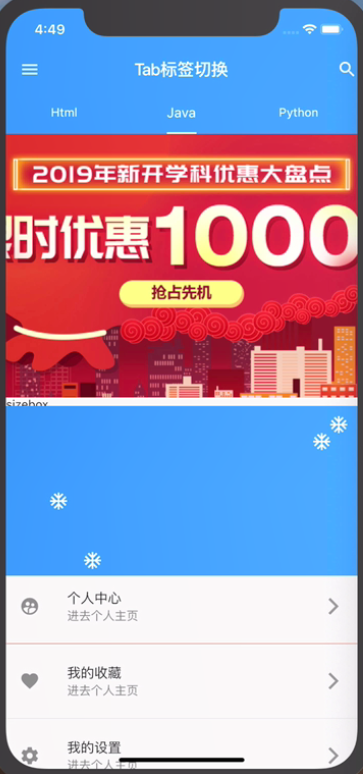 4:49
Tab标签切换
Html Java Python
2019年新开学科优惠大盘点
限时优惠1000
抢占先机
sizebox
个人中心
进去个人主页
我的收藏
进去个人主页
我的设置
进去个人主页